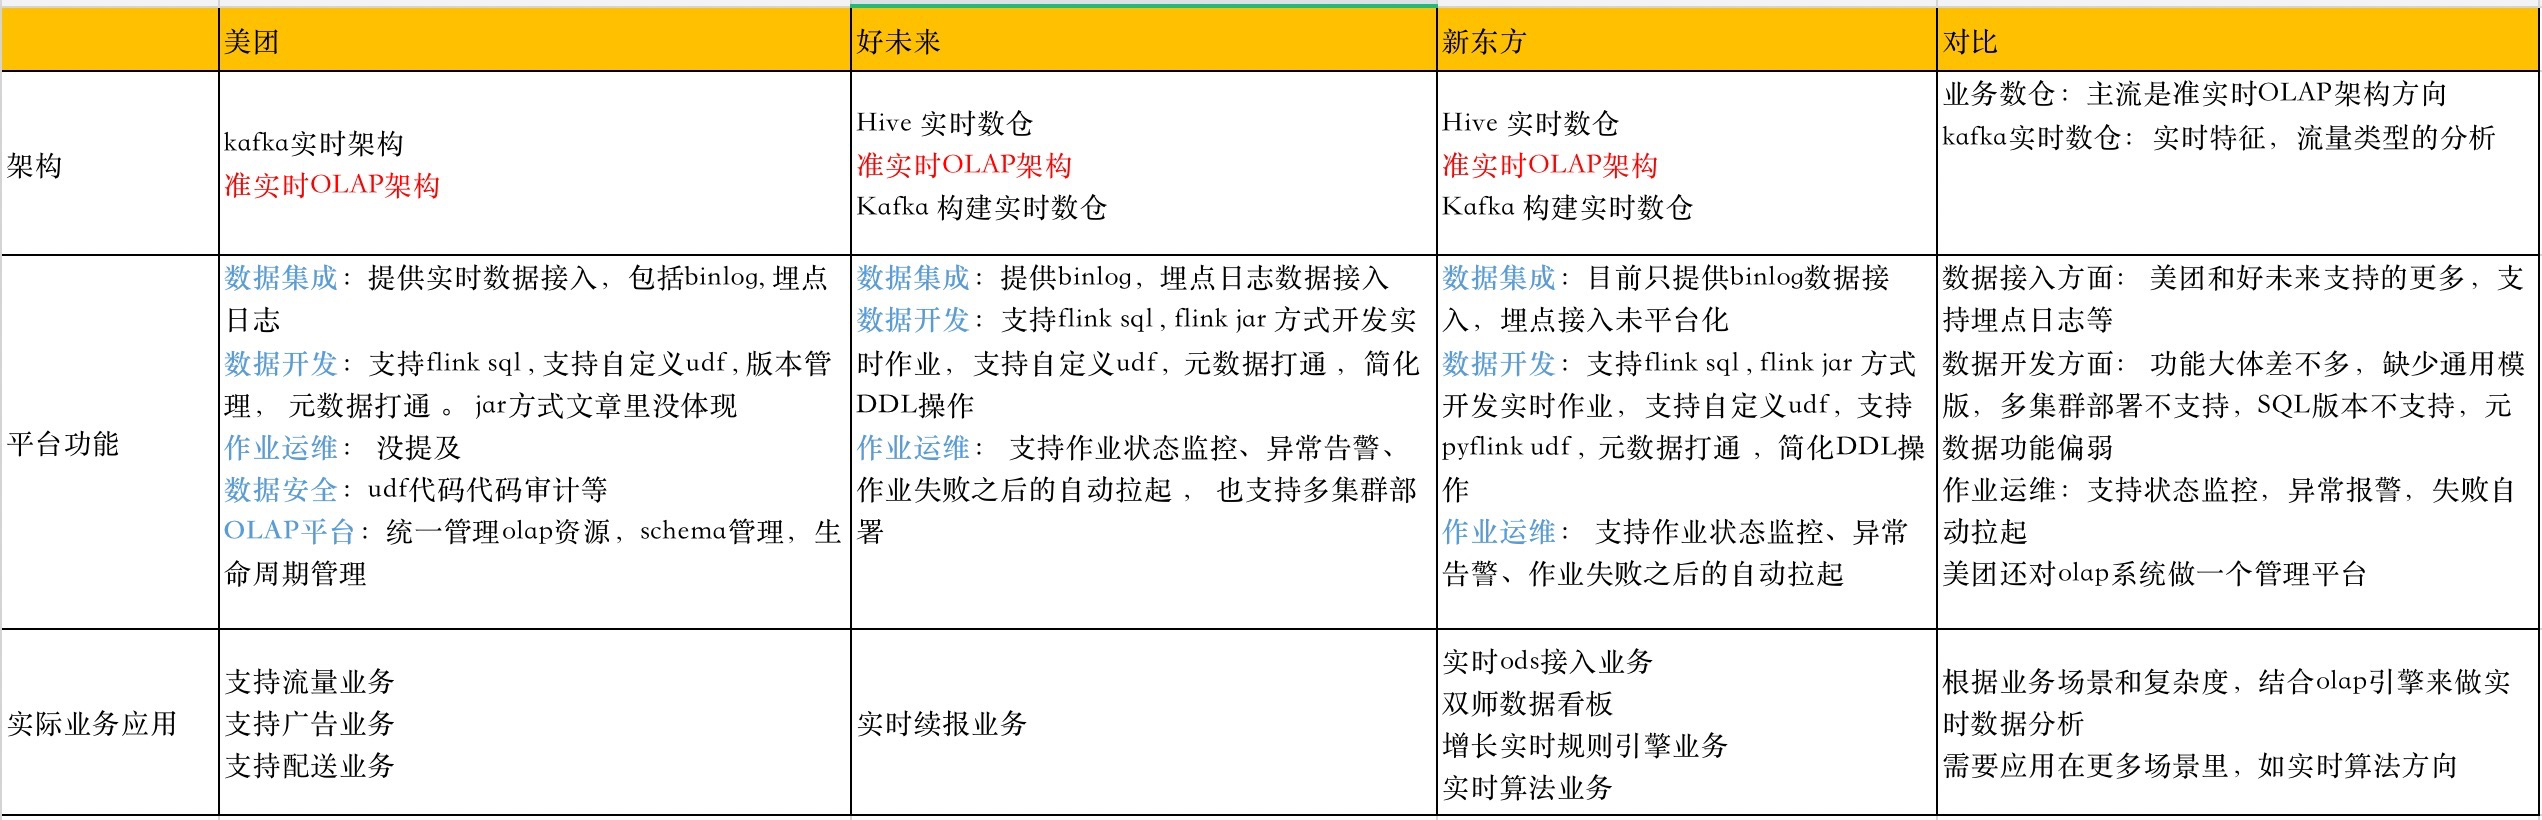 美团
好未来
新东方
对比
架构
kafka实时架构
准实时OLAP架构
Hive 实时数仓
准实时OLAP架构
Kafka 构建实时数仓
Hive 实时数仓
准实时OLAP架构
Kafka 构建实时数仓
业务数仓：主流是准实时OLAP架构方向
kafka实时数仓：实时特征，流量类型的分析
平台功能
数据集成：提供实时数据接入，包括binlog, 埋点
日志
数据开发：支持flink sql , 支持自定义udf , 版本管
理， 元数据打通 。 jar方式文章里没体现
作业运维： 没提及
数据安全：udf代码代码审计等
OLAP平台：统一管理olap资源，schema管理，生
命周期管理
数据集成：提供binlog，埋点日志数据接入
数据开发：支持flink sql , flink jar 方式开发实
时作业，支持自定义udf，元数据打通 ，简化
DDL操作
作业运维： 支持作业状态监控、异常告警、
作业失败之后的自动拉起 ， 也支持多集群部
署
数据集成：目前只提供binlog数据接
入，埋点接入未平台化
数据开发：支持flink sql , flink jar 方式
开发实时作业，支持自定义udf，支持
pyflink udf , 元数据打通 ，简化DDL操
作
作业运维： 支持作业状态监控、异常
告警、作业失败之后的自动拉起
数据接入方面： 美团和好未来支持的更多，支
持埋点日志等
数据开发方面： 功能大体差不多，缺少通用模
版，多集群部署不支持，SQL版本不支持，元
数据功能偏弱
作业运维：支持状态监控，异常报警，失败自
动拉起
美团还对olap系统做一个管理平台
实际业务应用
支持流量业务
支持广告业务
支持配送业务
实时续报业务
实时ods接入业务
双师数据看板
增长实时规则引擎业务
实时算法业务
根据业务场景和复杂度，结合olap引擎来做实
时数据分析
需要应用在更多场景里，如实时算法方向